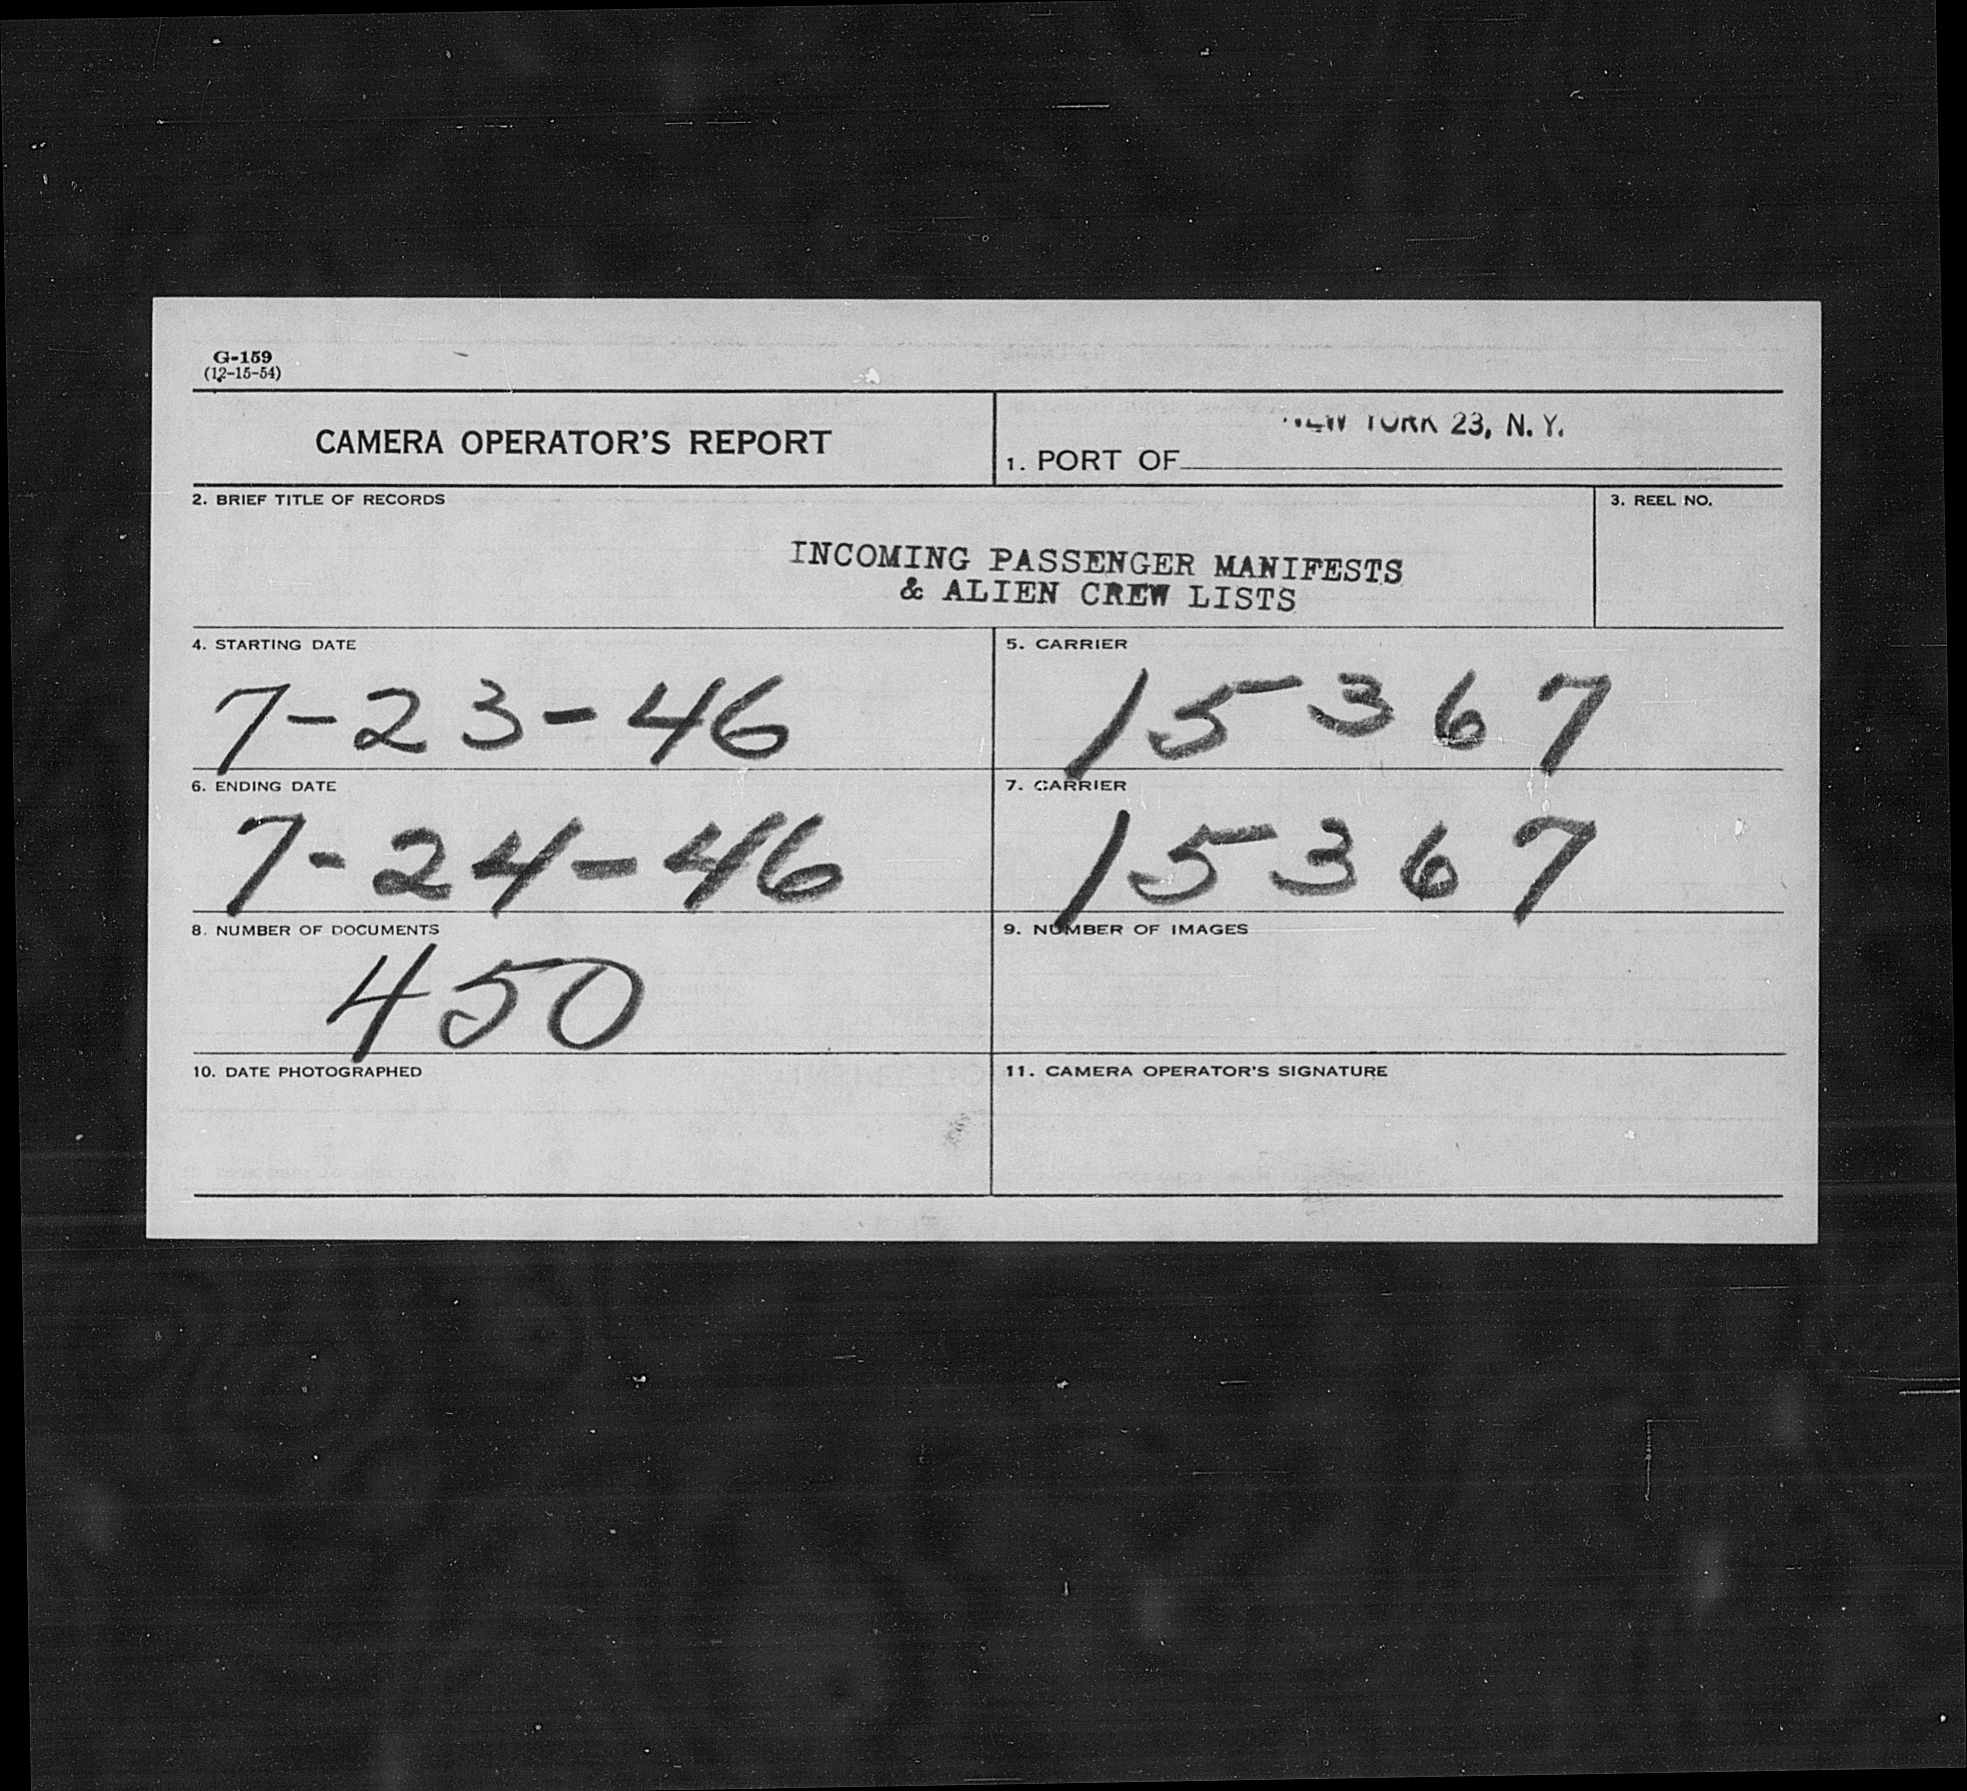 G-159
(12-15-54)
CAMERA OPERATOR'S REPORT
1. PORT OF NEW YORK 23, N. Y.
2. BRIEF TITLE OF RECORDS
3. REEL NO.
INCOMING PASSENGER MANIFESTS
& ALIEN CREW LISTS
4. STARTING DATE
7-23-46
5. CARRIER
15367
6. ENDING DATE
7-24-46
7. CARRIER
15367
8. NUMBER OF DOCUMENTS
450
9. NUMBER OF IMAGES
10. DATE PHOTOGRAPHED
11. CAMERA OPERATOR'S SIGNATURE